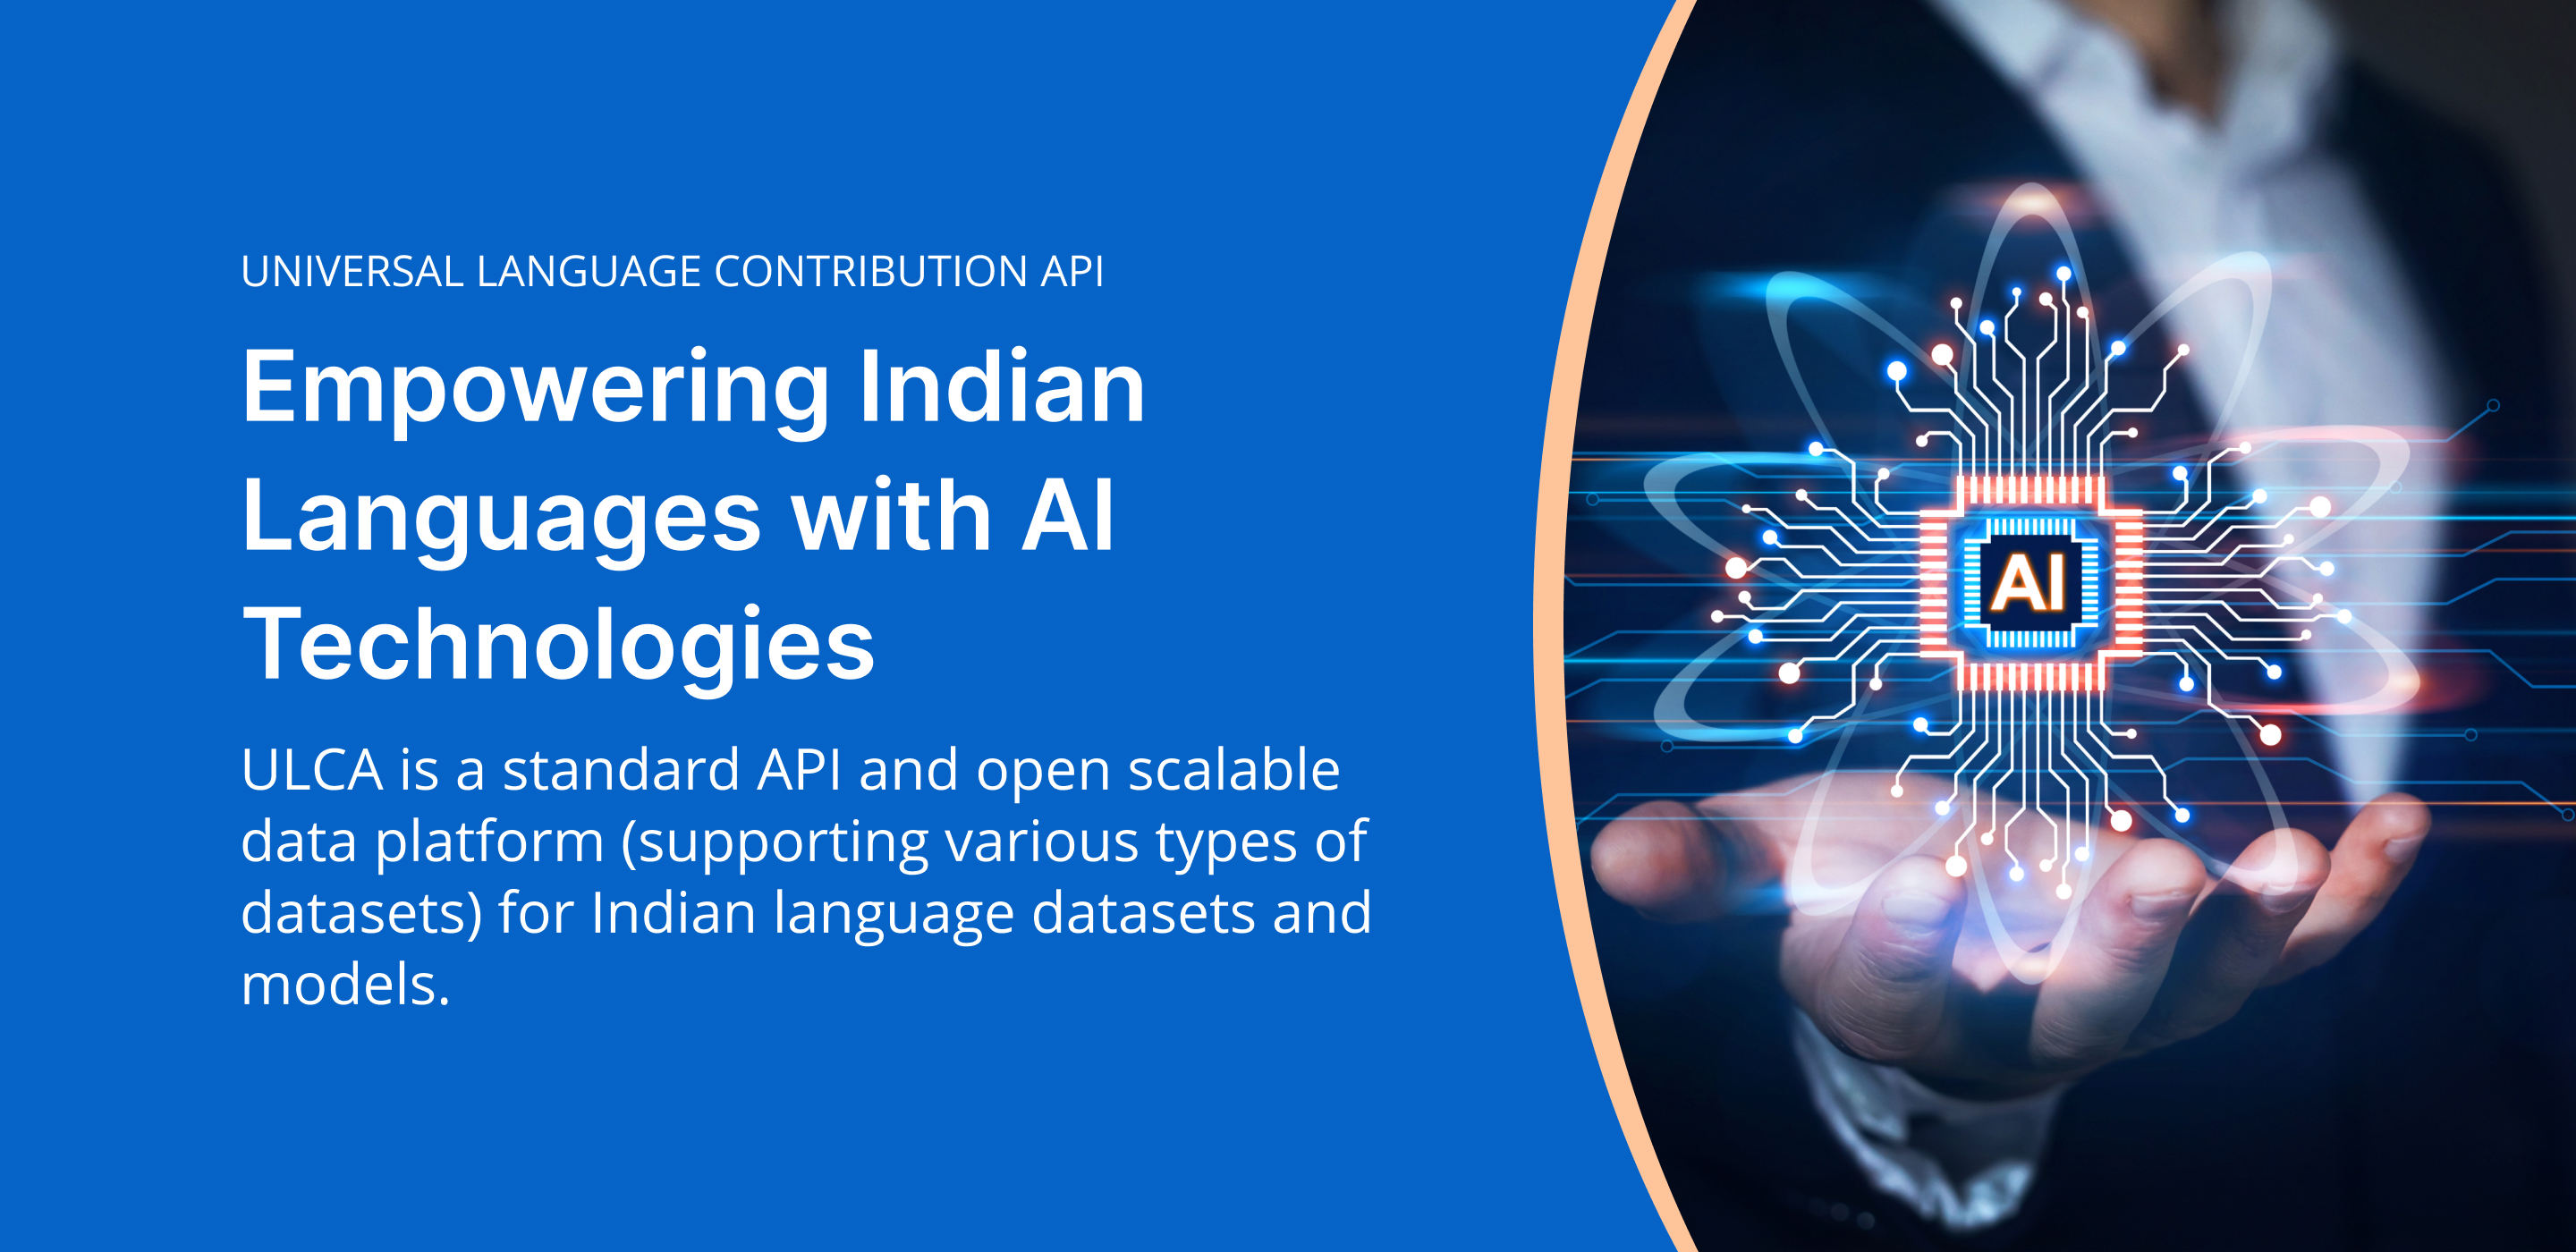 UNIVERSAL LANGUAGE CONTRIBUTION API
Empowering Indian
Languages with AI
Technologies
ULCA is a standard API and open scalable
data platform (supporting various types of
datasets) for Indian language datasets and
models.
AI